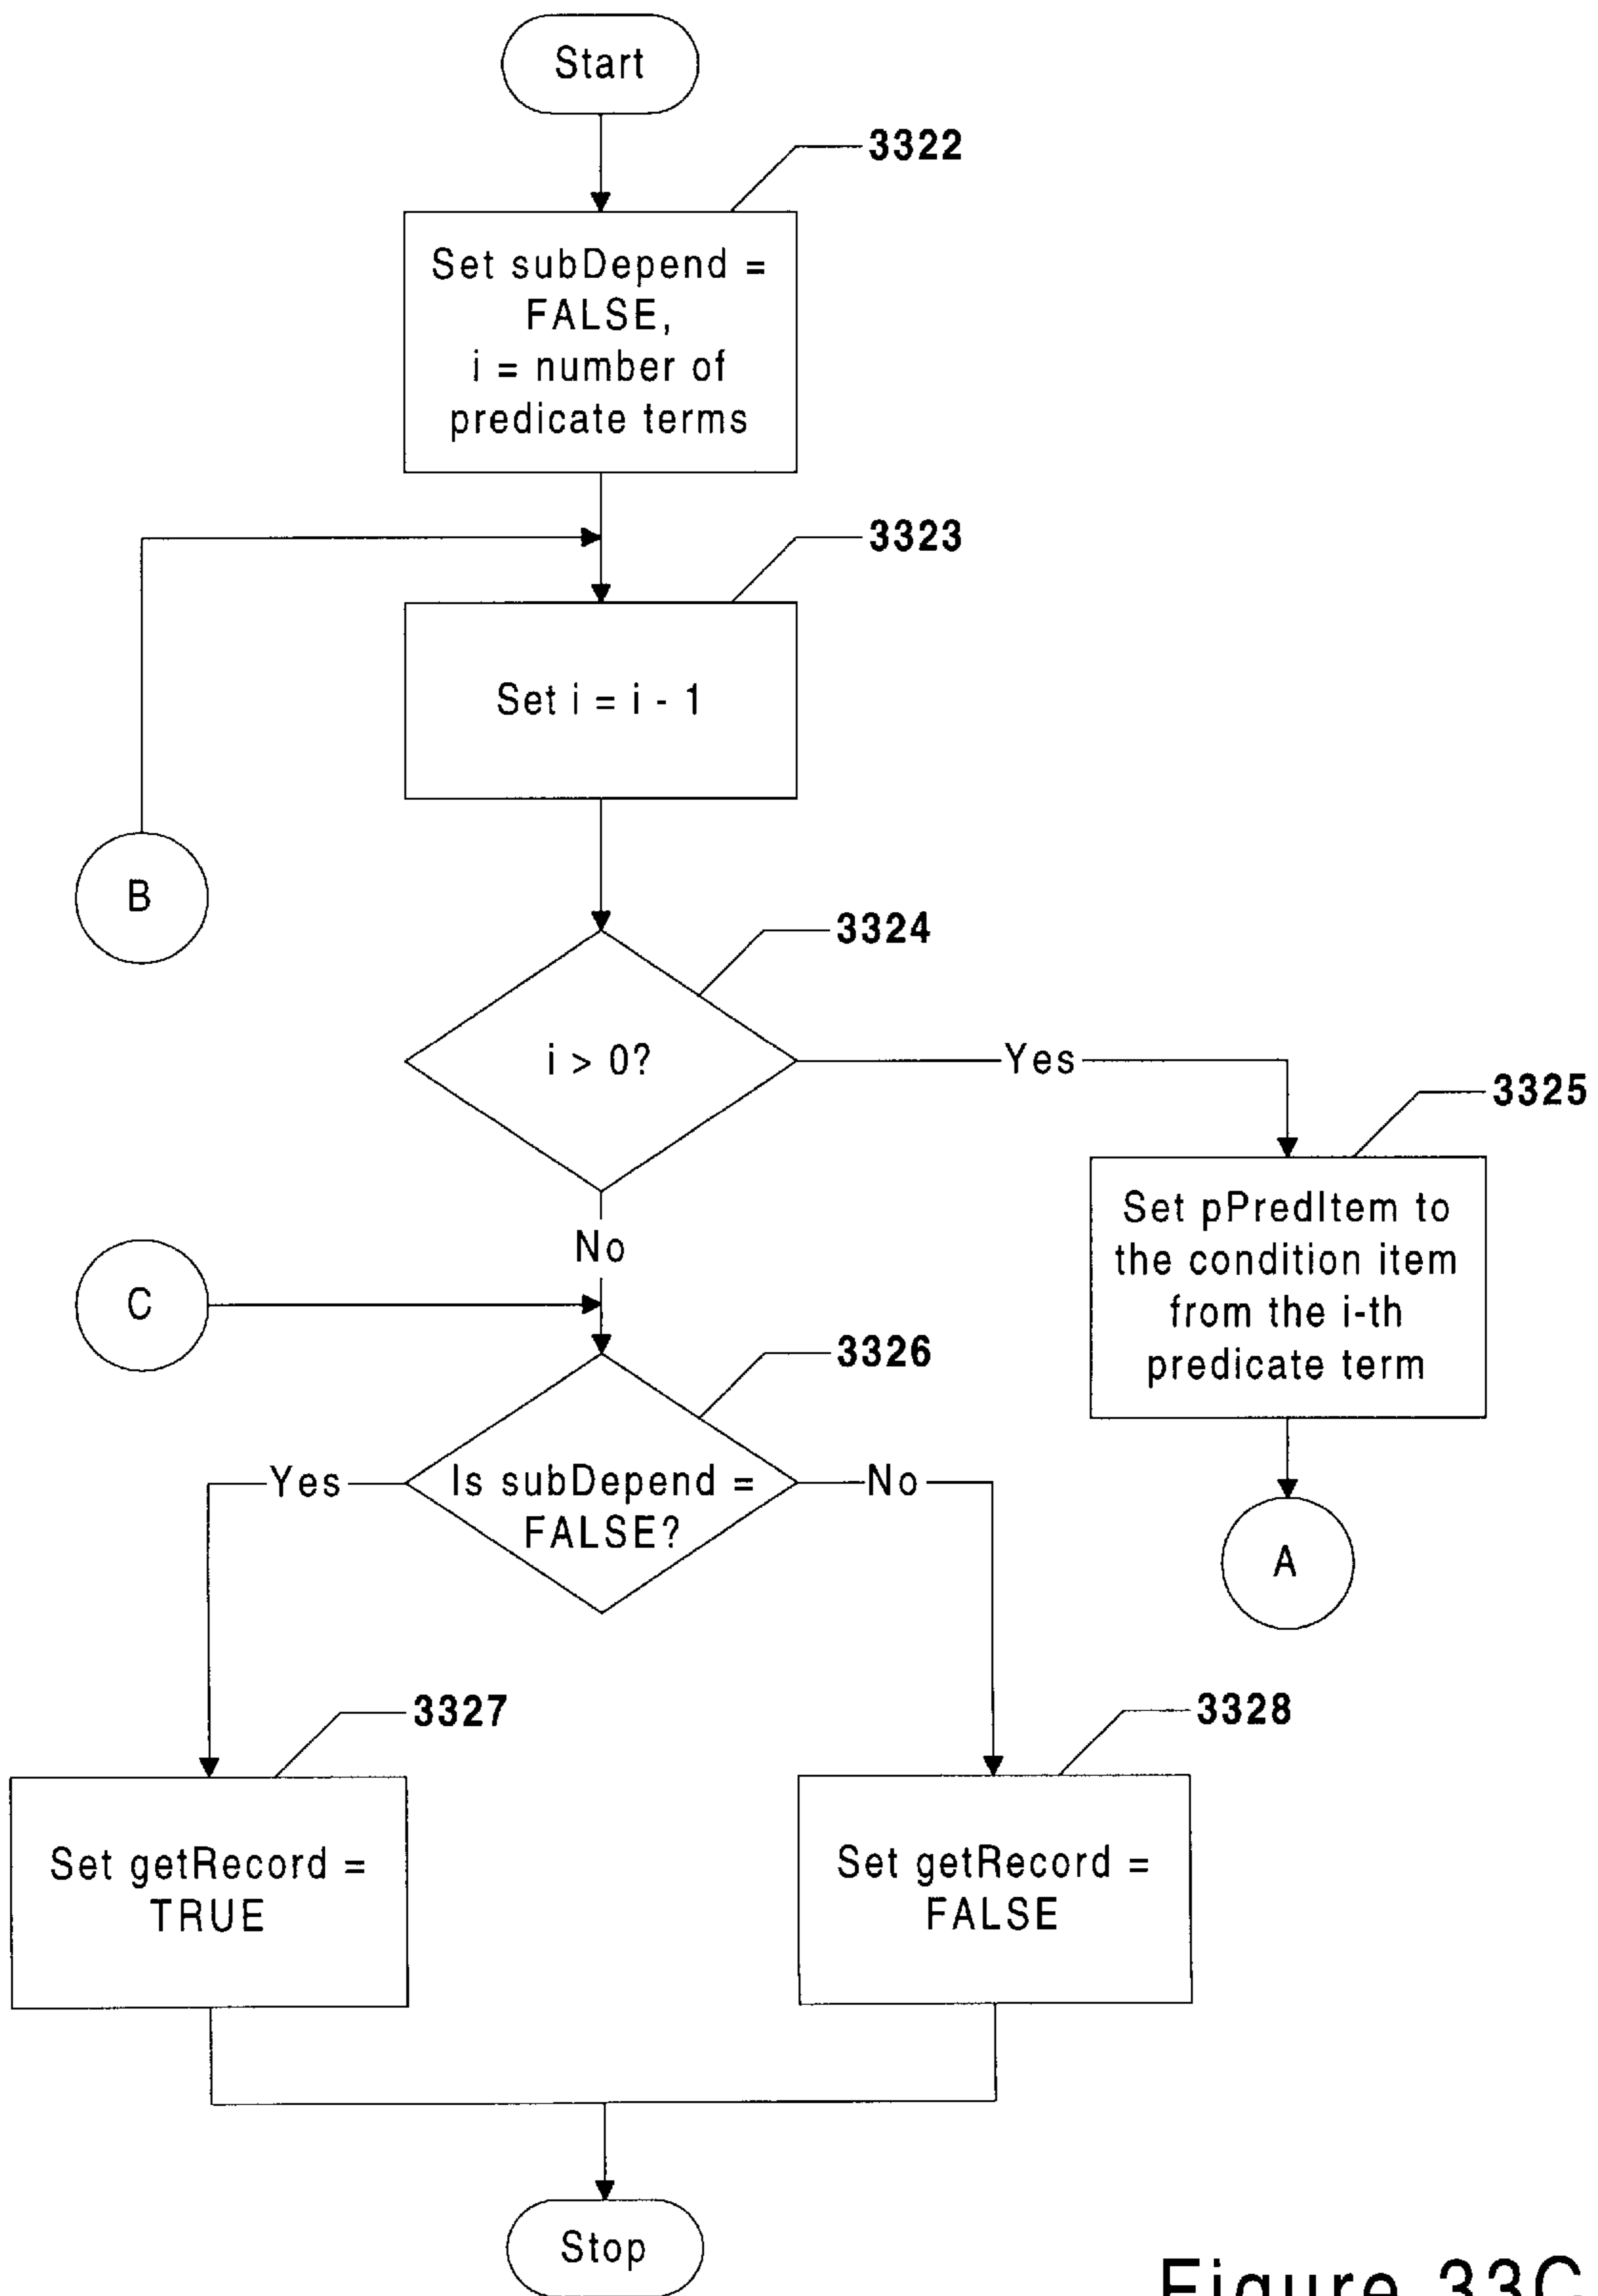 Start
3322
Set subDepend =
FALSE,
i = number of
predicate terms
3323
Set i = i - 1
B
3324
i > 0?
Yes
3325
Set pPredItem to
the condition item
from the i-th
predicate term
No
C
3326
A
Yes
Is subDepend =
FALSE?
No
3327
3328
Set getRecord =
TRUE
Set getRecord =
FALSE
Stop
Figure 33C